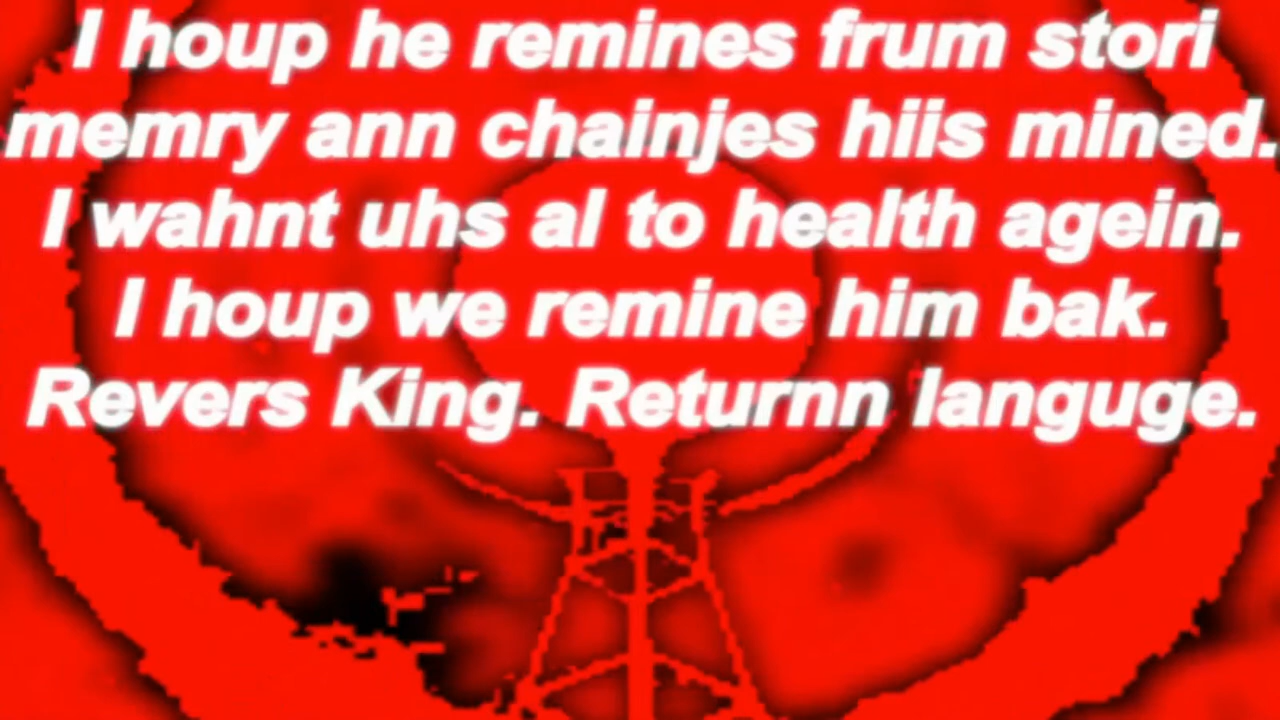 I houp he remines frum stori
memry ann chainjes hiis mined.
I wahnt uhs al to health agein.
I houp we remine him bak.
Revers King. Returnn languge.